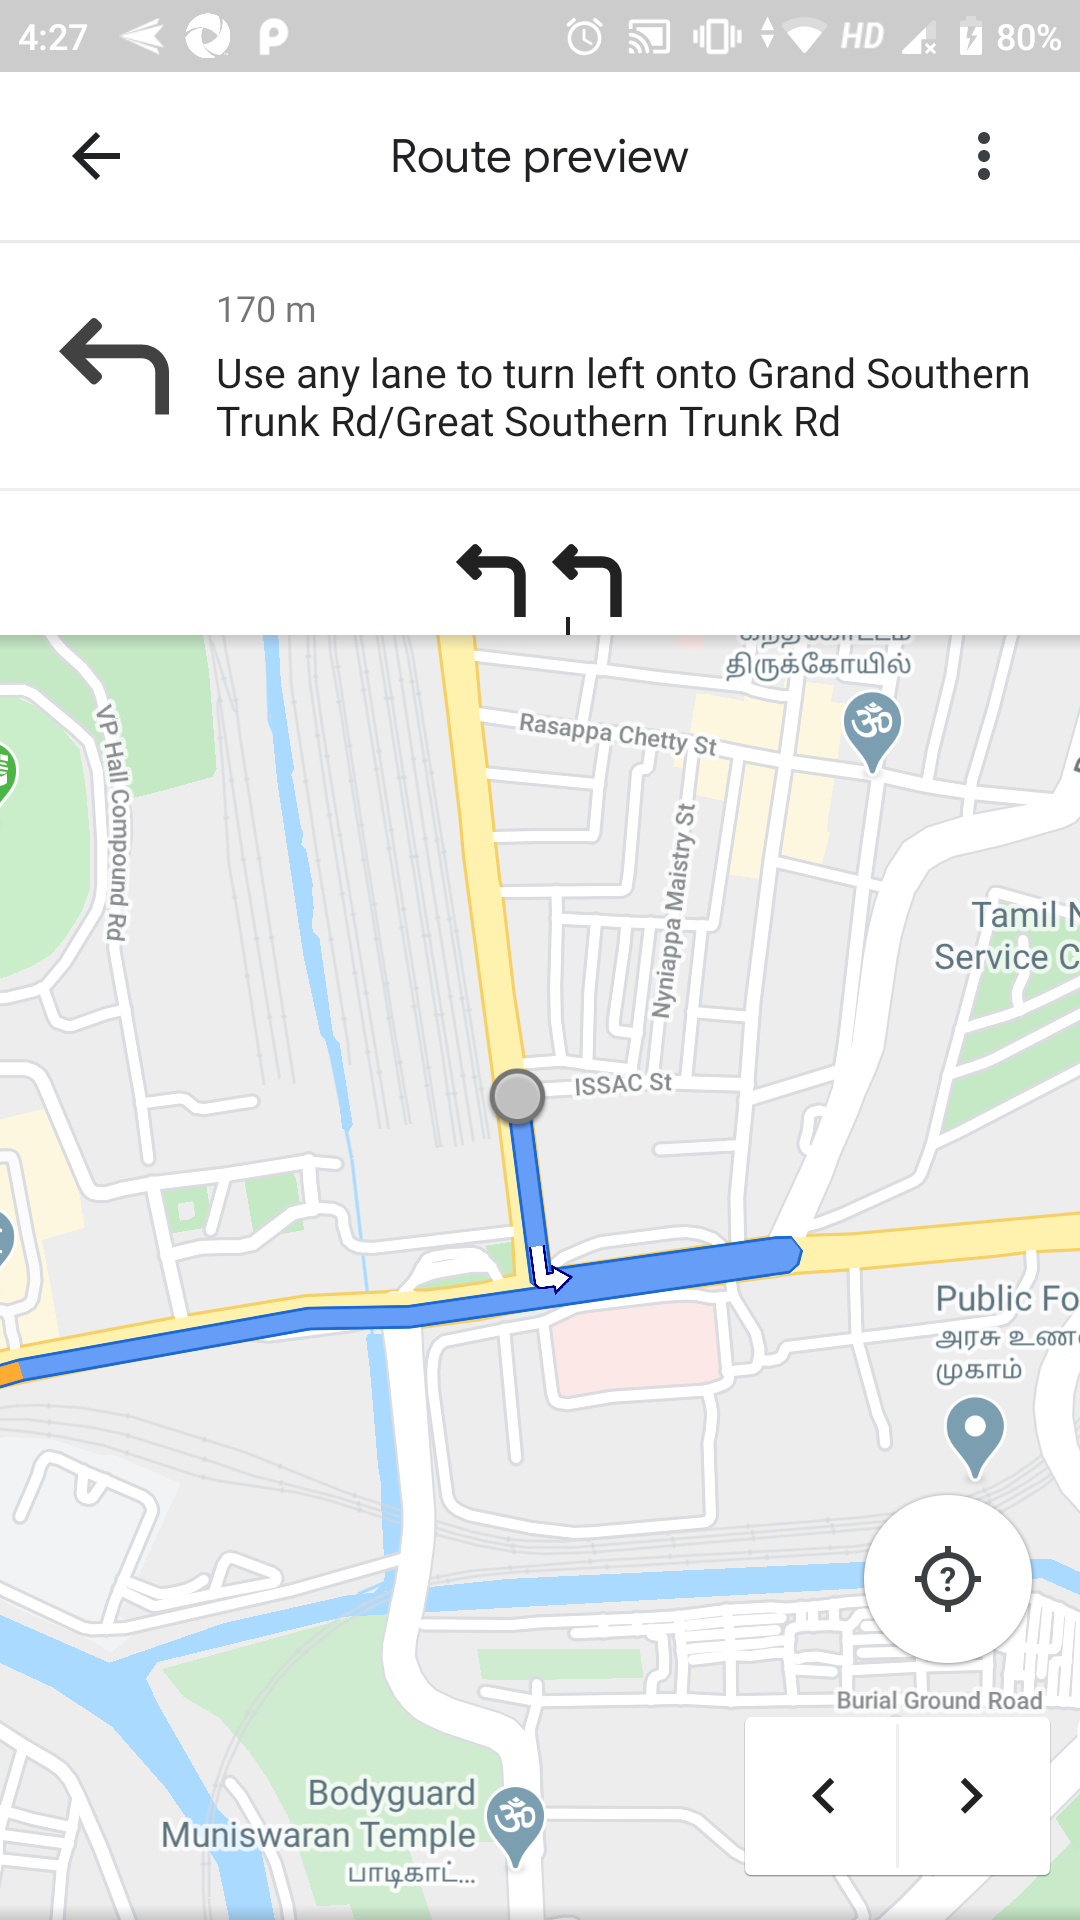 4:27
HD
80%
Route preview
170 m
Use any lane to turn left onto Grand Southern
Trunk Rd/Great Southern Trunk Rd
திருக்கோயில்
Rasappa Chetty St
VP Hall Compound Rd
Nyniappa Maistry St
Tamil N
Service C
ISSAC St
Public Fo
அரசு உண
முகாம்
?
Burial Ground Road
Bodyguard
Muniswaran Temple
பாடிகாட்...